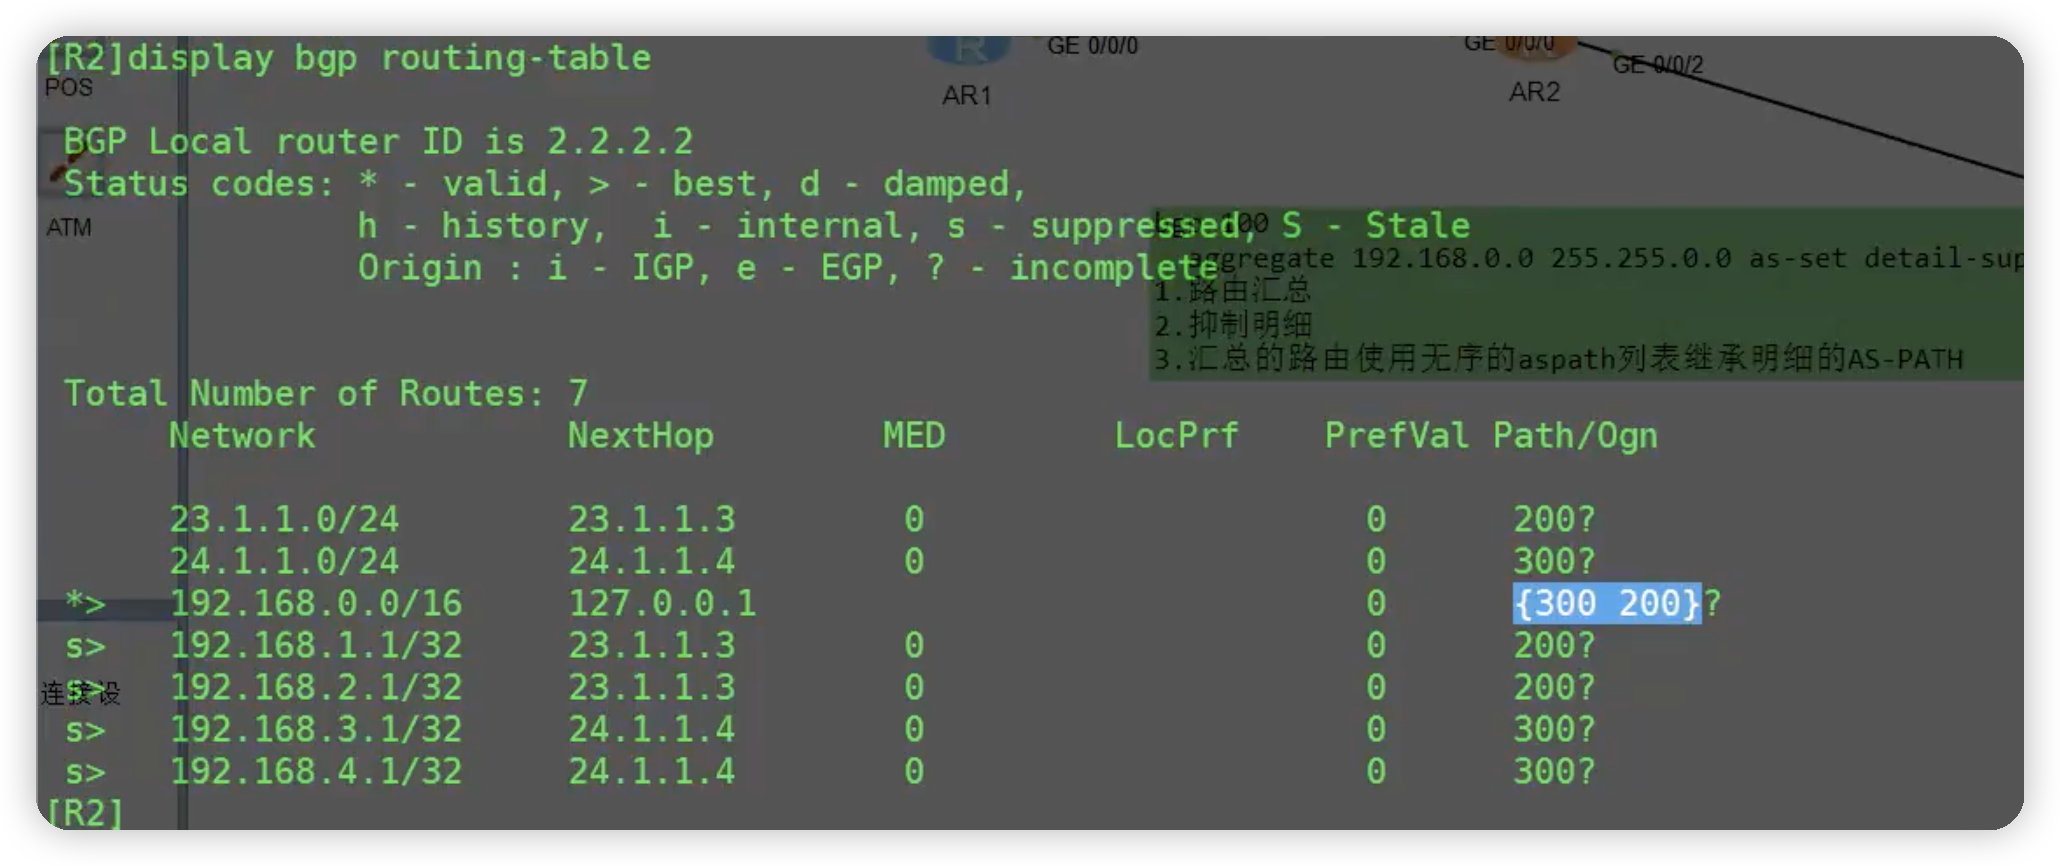 [R2]display bgp routing-table
GE 0/0/0
GE 0/0/0
GE 0/0/2
POS
AR1
AR2
BGP Local router ID is 2.2.2.2
Status codes: * - valid, > - best, d - damped,
h - history,  i - internal, s - suppressed, S - Stale
Origin : i - IGP, e - EGP, ? - incomplete
ATM
100
aggregate 192.168.0.0 255.255.0.0 as-set detail-sup
1.路由汇总
2.抑制明细
3.汇总的路由使用无序的aspath列表继承明细的AS-PATH
Total Number of Routes: 7
Network NextHop MED LocPrf PrefVal Path/Ogn
23.1.1.0/24 23.1.1.3 0 0 200?
24.1.1.0/24 24.1.1.4 0 0 300?
*> 192.168.0.0/16 127.0.0.1 0 {300 200}?
s> 192.168.1.1/32 23.1.1.3 0 0 200?
s> 192.168.2.1/32 23.1.1.3 0 0 200?
连接设
s> 192.168.3.1/32 24.1.1.4 0 0 300?
s> 192.168.4.1/32 24.1.1.4 0 0 300?
[R2]